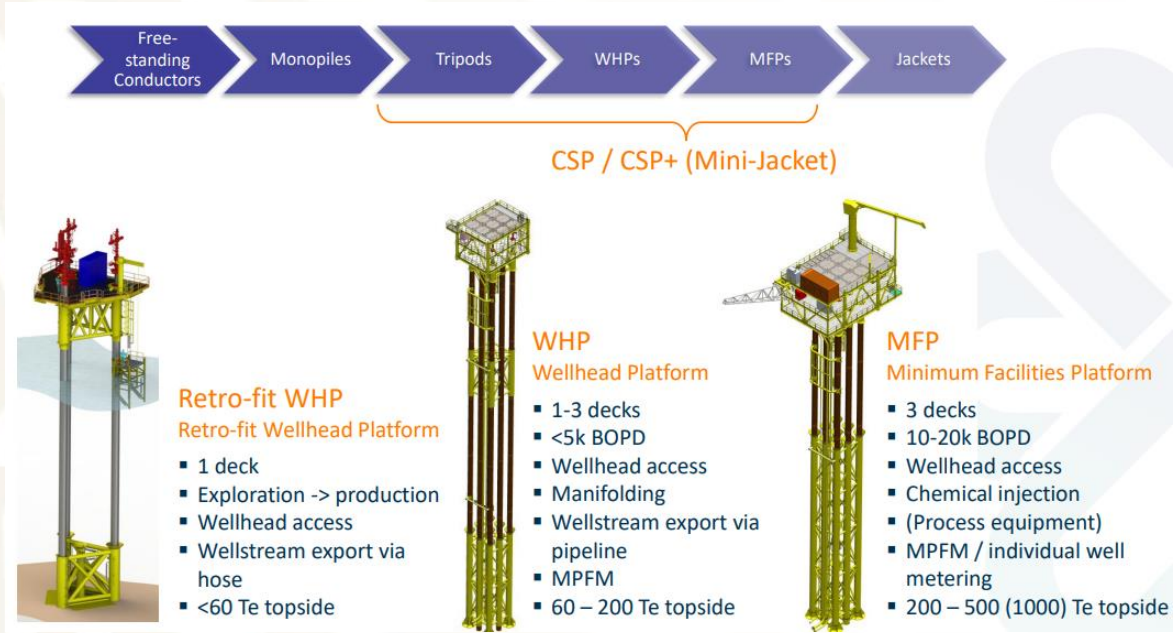 Free-
standing
Conductors
Monopiles
Tripods
WHPs
MFPs
Jackets
CSP / CSP+ (Mini-Jacket)
Retro-fit WHP
Retro-fit Wellhead Platform
▪ 1 deck
▪ Exploration -> production
▪ Wellhead access
▪ Wellstream export via
hose
▪ <60 Te topside
WHP
Wellhead Platform
▪ 1-3 decks
▪ <5k BOPD
▪ Wellhead access
▪ Manifolding
▪ Wellstream export via
pipeline
▪ MPFM
▪ 60 – 200 Te topside
MFP
Minimum Facilities Platform
▪ 3 decks
▪ 10-20k BOPD
▪ Wellhead access
▪ Chemical injection
▪ (Process equipment)
▪ MPFM / individual well
metering
▪ 200 – 500 (1000) Te topside